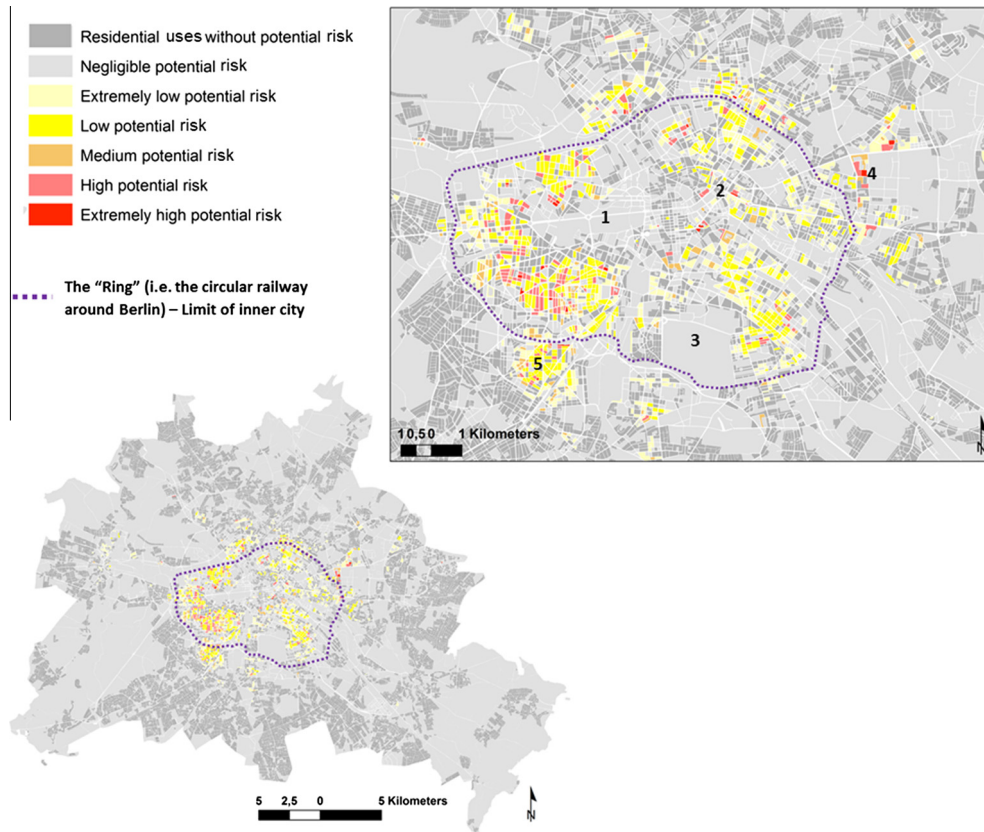 Residential uses without potential risk
Negligible potential risk
Extremely low potential risk
Low potential risk
Medium potential risk
High potential risk
Extremely high potential risk
The “Ring” (i.e. the circular railway
around Berlin) – Limit of inner city
1
2
3
4
5
1 0,5 0 1 Kilometers
N
5 2,5 0 5 Kilometers
N